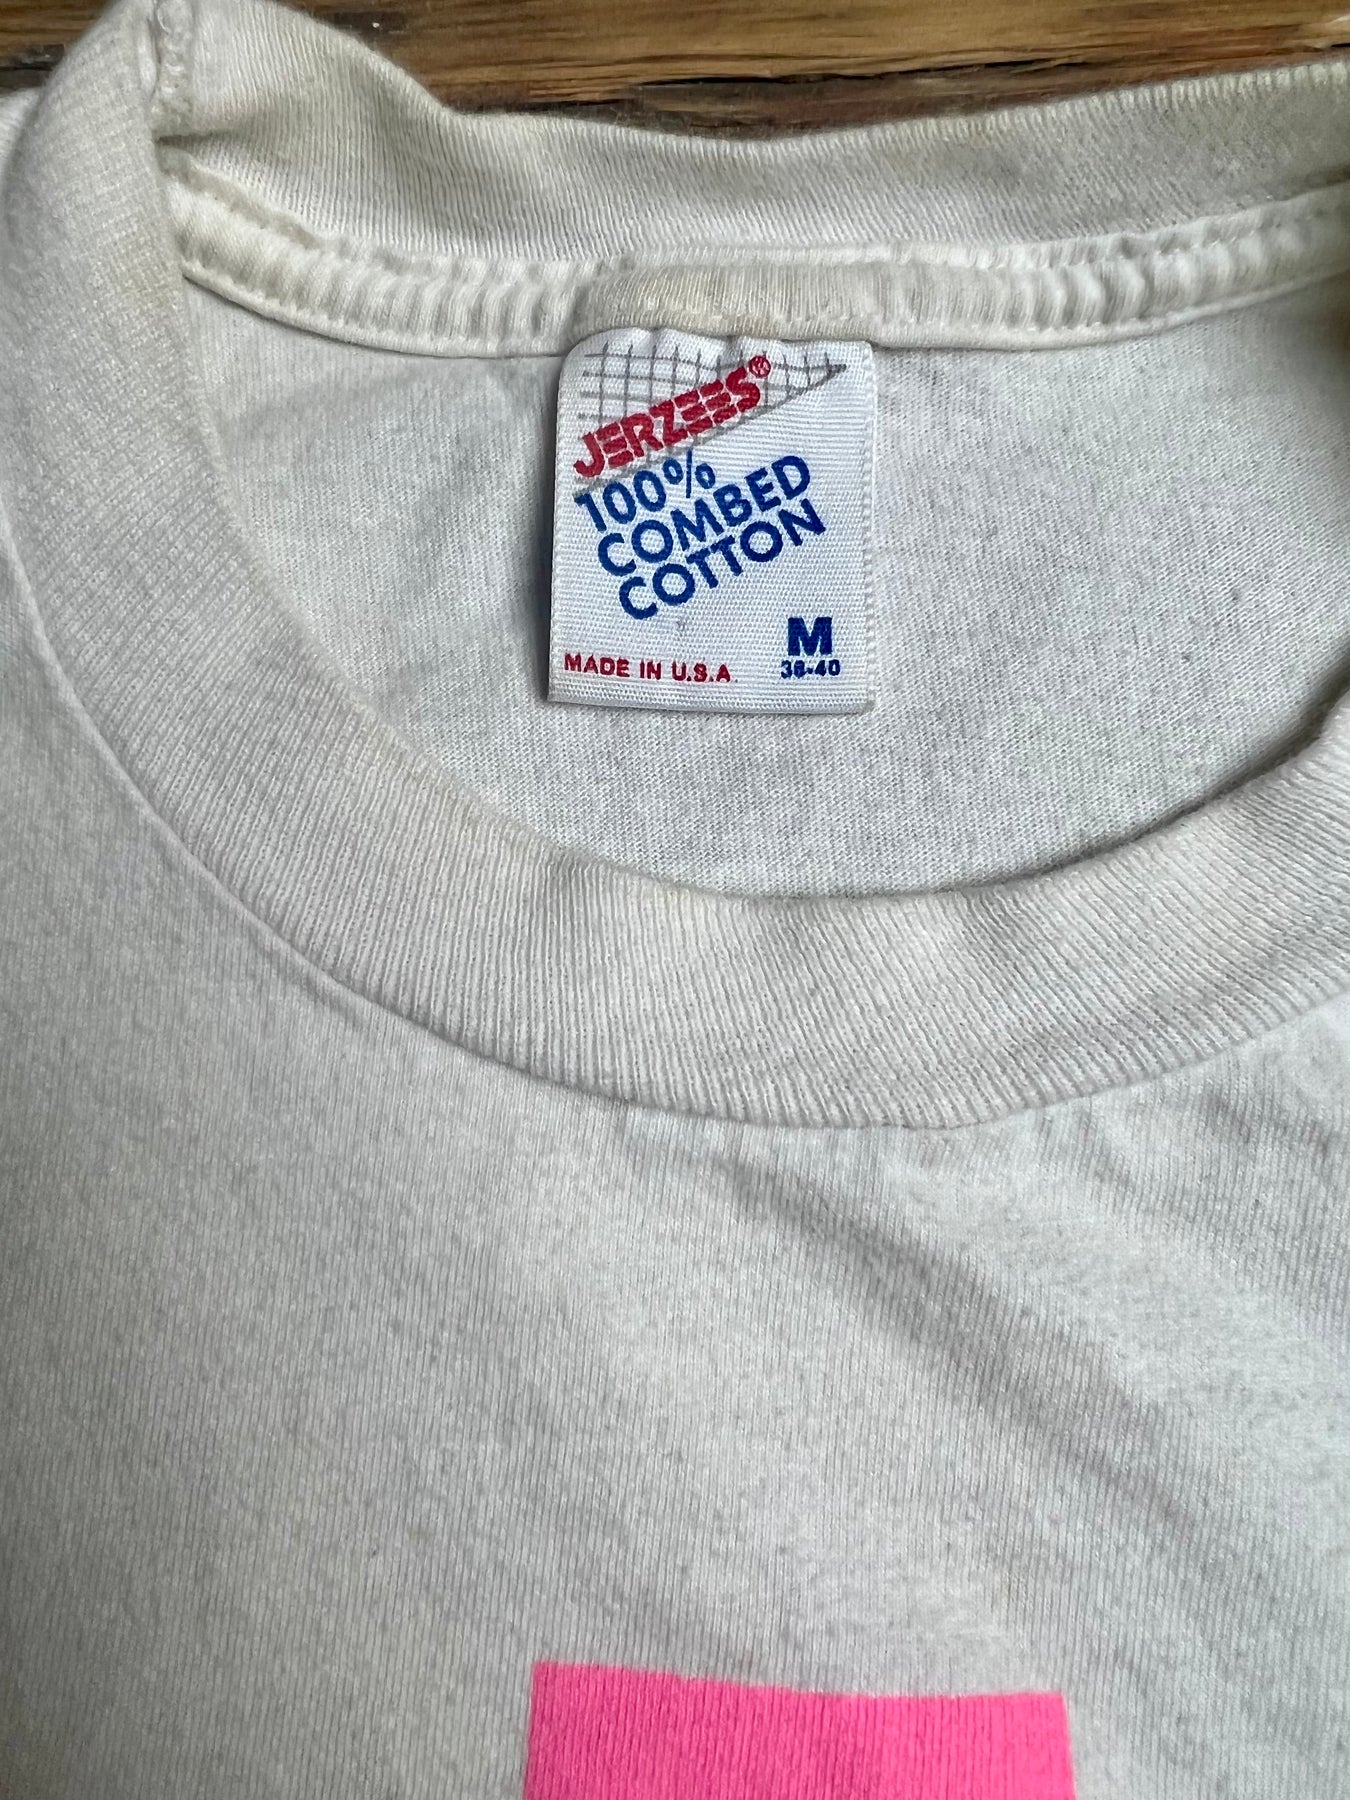 JERZEES®
100%
COMBED
COTTON
M
MADE IN U.S.A
38-40